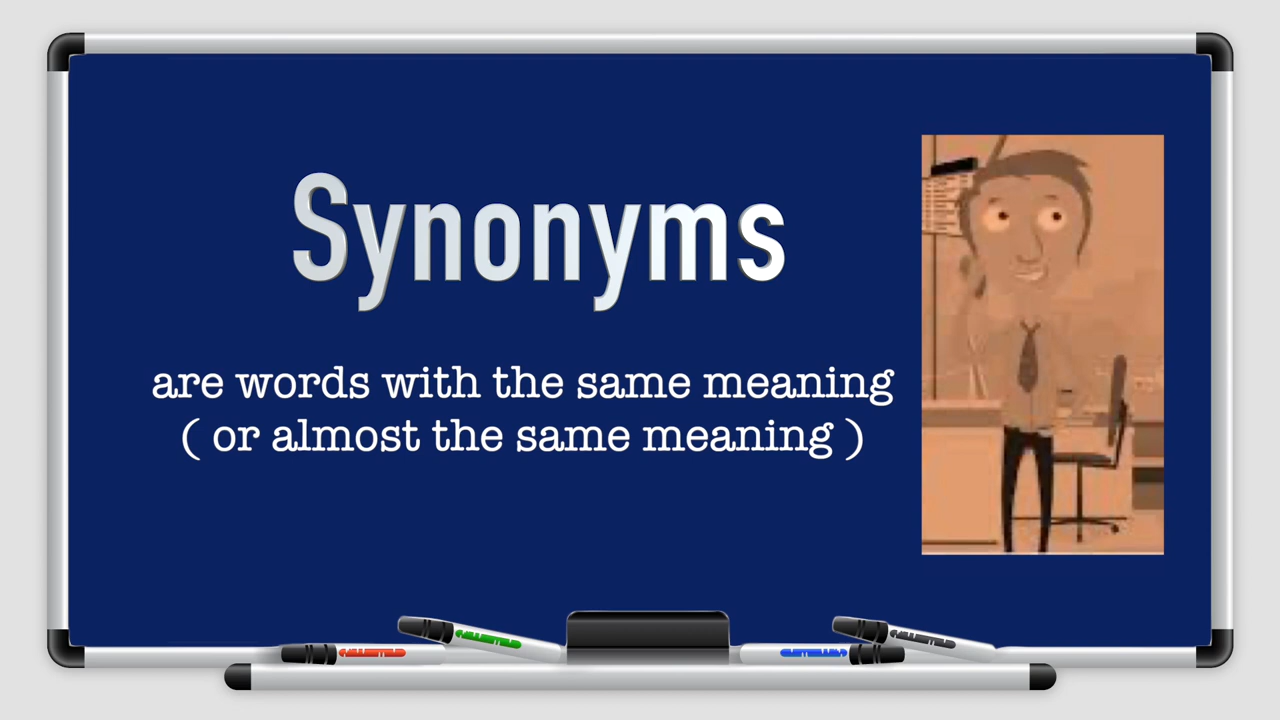 Synonyms
are words with the same meaning
( or almost the same meaning )